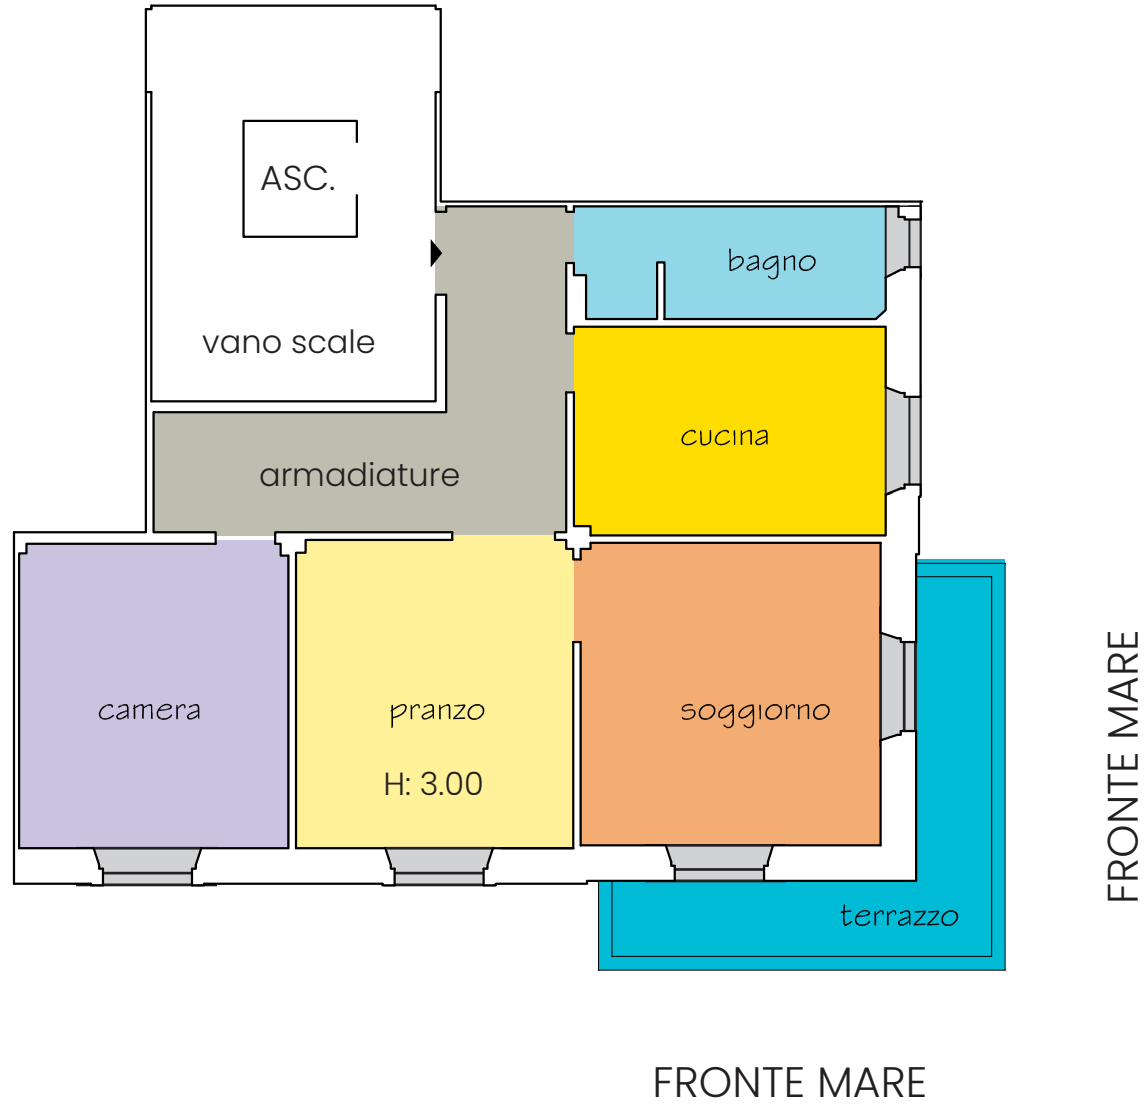 ASC.
bagno
vano scale
cucina
armadiature
camera
pranzo
soggiorno
H: 3.00
FRONTE MARE
terrazzo
FRONTE MARE